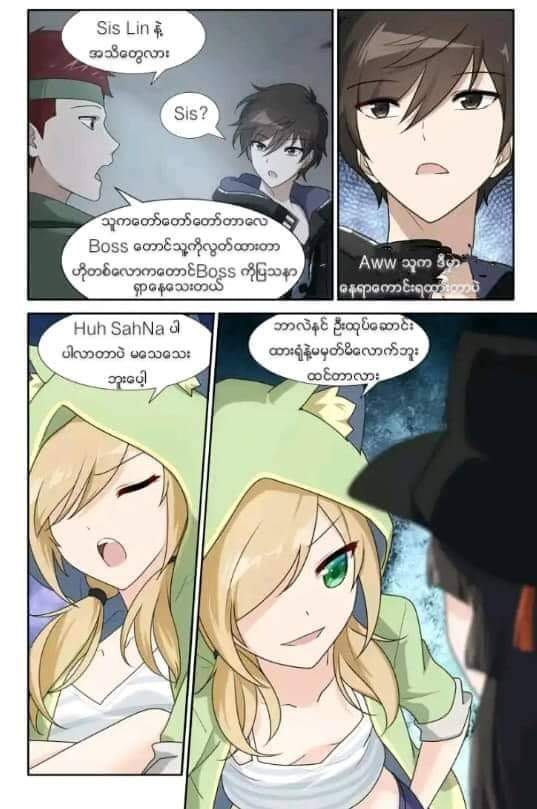 Sis Lin နဲ့
အသိတွေလား
Sis?
သူကတော်တော်တော်တာလေ
Boss တောင်သူ့ကိုလွှတ်ထားတာ
ဟိုတစ်လောကတောင်Boss ကိုပြသနာ
ရှာနေသေးတယ်
Aww သူက ဒီမှာ
နေရာကောင်းရထားတာပဲ
Huh SahNa ပါ
ပါလာတာပဲ မသေသေး
ဘူးပေါ့
ဘာလဲနင် ဦးထုပ်ဆောင်း
ထားရုံနဲ့မမှတ်မိလောက်ဘူး
ထင်တာလား